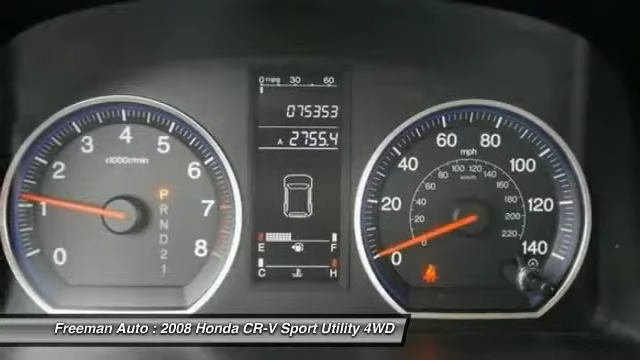 0 mpg 30 60
075353
A 2755.4
E F
C H
0 1 2 3 4 5 6 7 8
x1000r/min
P
R
N
D
2
1
0 20 40 60 80 100 120 140
mph
0 20 40 60 80 100 120 140 160 180 200 220
km/h
Freeman Auto : 2008 Honda CR-V Sport Utility 4WD